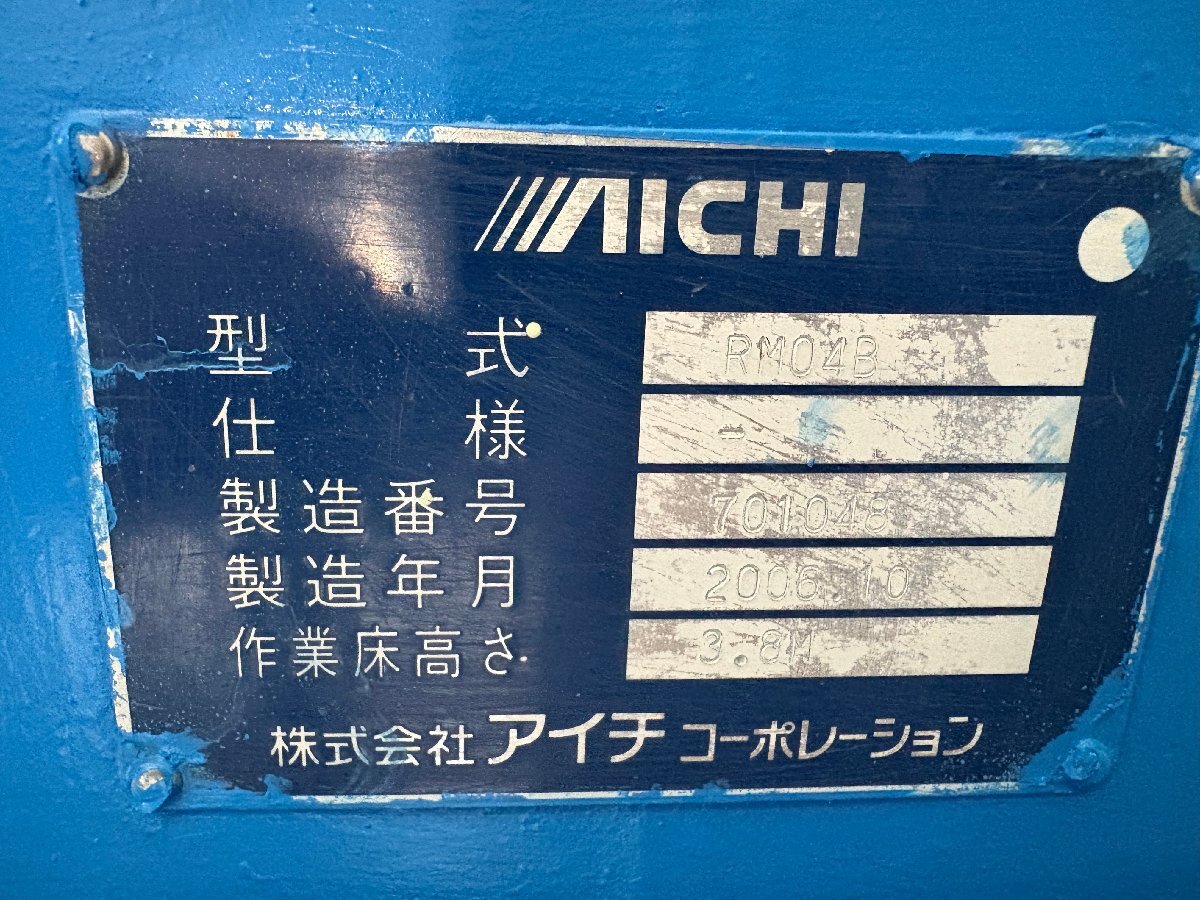 AICHI
型式 RM04B
仕様 -
製造番号 701048
製造年月 2006.10
作業床高さ 3.8M
株式会社アイチコーポレーション